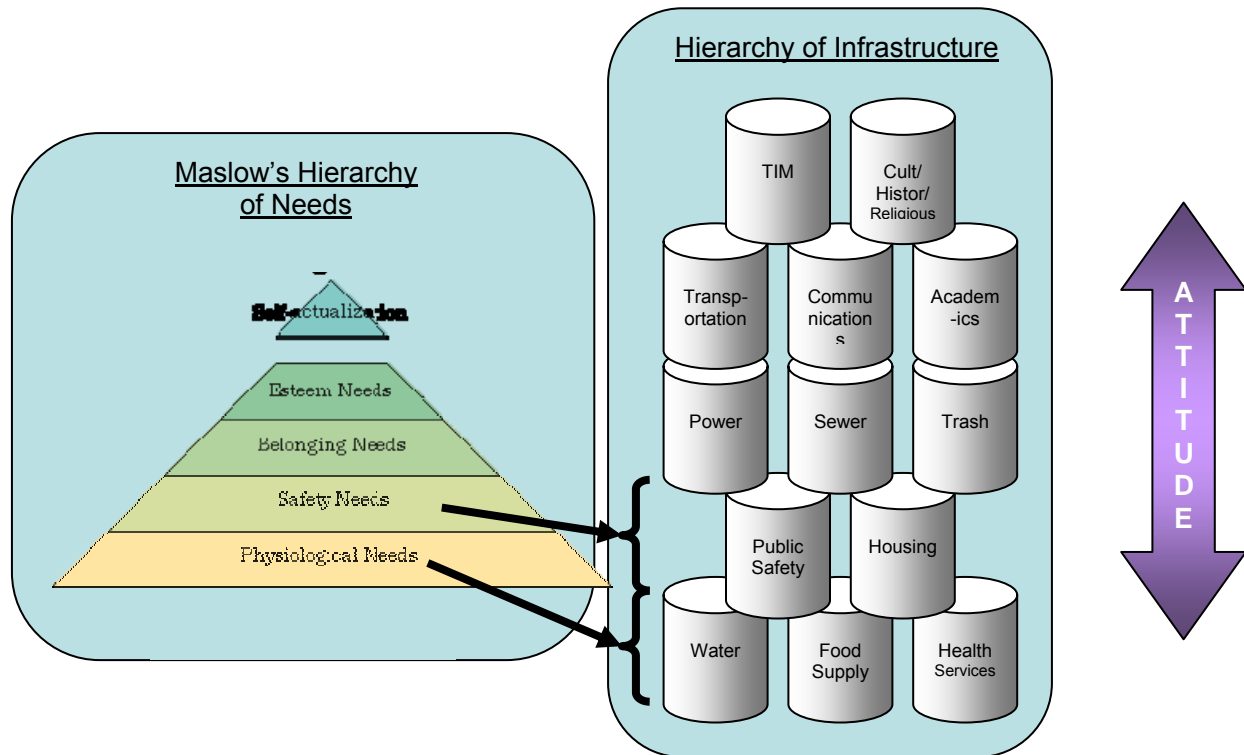 Hierarchy of Infrastructure
Maslow's Hierarchy
of Needs
Self-actualization
Esteem Needs
Belonging Needs
Safety Needs
Physiological Needs
TIM
Cult/
Histor/
Religious
Transp-
ortation
Commu
nication
s
Academ
-ics
Power
Sewer
Trash
Public
Safety
Housing
Water
Food
Supply
Health
Services
A
T
T
I
T
U
D
E